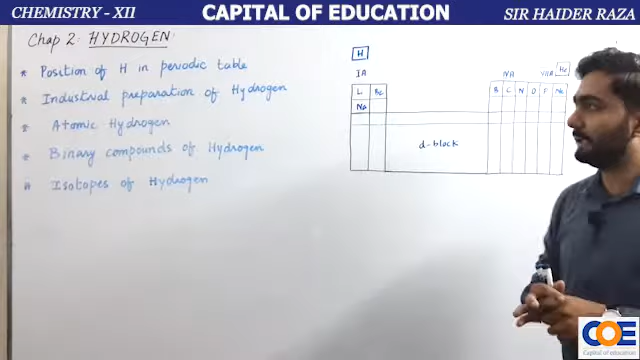 CHEMISTRY - XII
CAPITAL OF EDUCATION
SIR HAIDER RAZA
Chap 2: HYDROGEN
* Position of H in periodic table
* Industrial preparation of Hydrogen
* Atomic Hydrogen
* Binary compounds of Hydrogen
* Isotopes of Hydrogen
H
IA
IVA VIIA He
Li Be B C N O F Ne
Na
d-block
COE
Capital of education